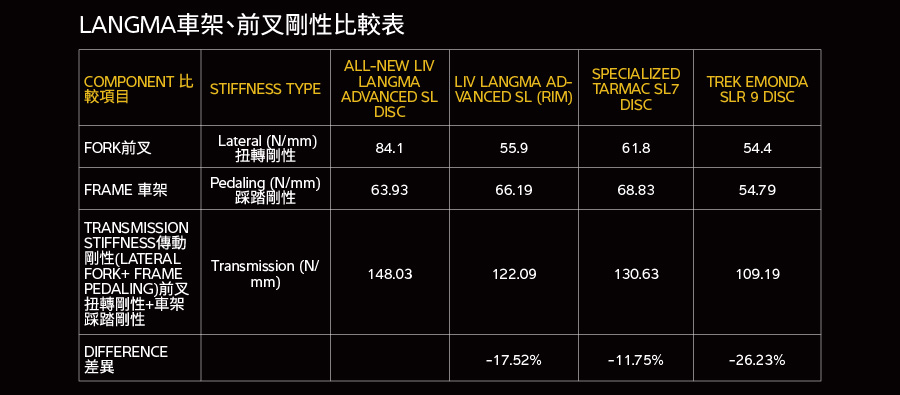 LANGMA車架、前叉剛性比較表
COMPONENT 比
較項目
STIFFNESS TYPE
ALL-NEW LIV
LANGMA
ADVANCED SL
DISC
LIV LANGMA AD-
VANCED SL (RIM)
SPECIALIZED
TARMAC SL7
DISC
TREK EMONDA
SLR 9 DISC
FORK前叉
Lateral (N/mm)
扭轉剛性
84.1
55.9
61.8
54.4
FRAME 車架
Pedaling (N/mm)
踩踏剛性
63.93
66.19
68.83
54.79
TRANSMISSION
STIFFNESS傳動
剛性(LATERAL
FORK+ FRAME
PEDALING)前叉
扭轉剛性+車架
踩踏剛性
Transmission (N/
mm)
148.03
122.09
130.63
109.19
DIFFERENCE
差異
-17.52%
-11.75%
-26.23%